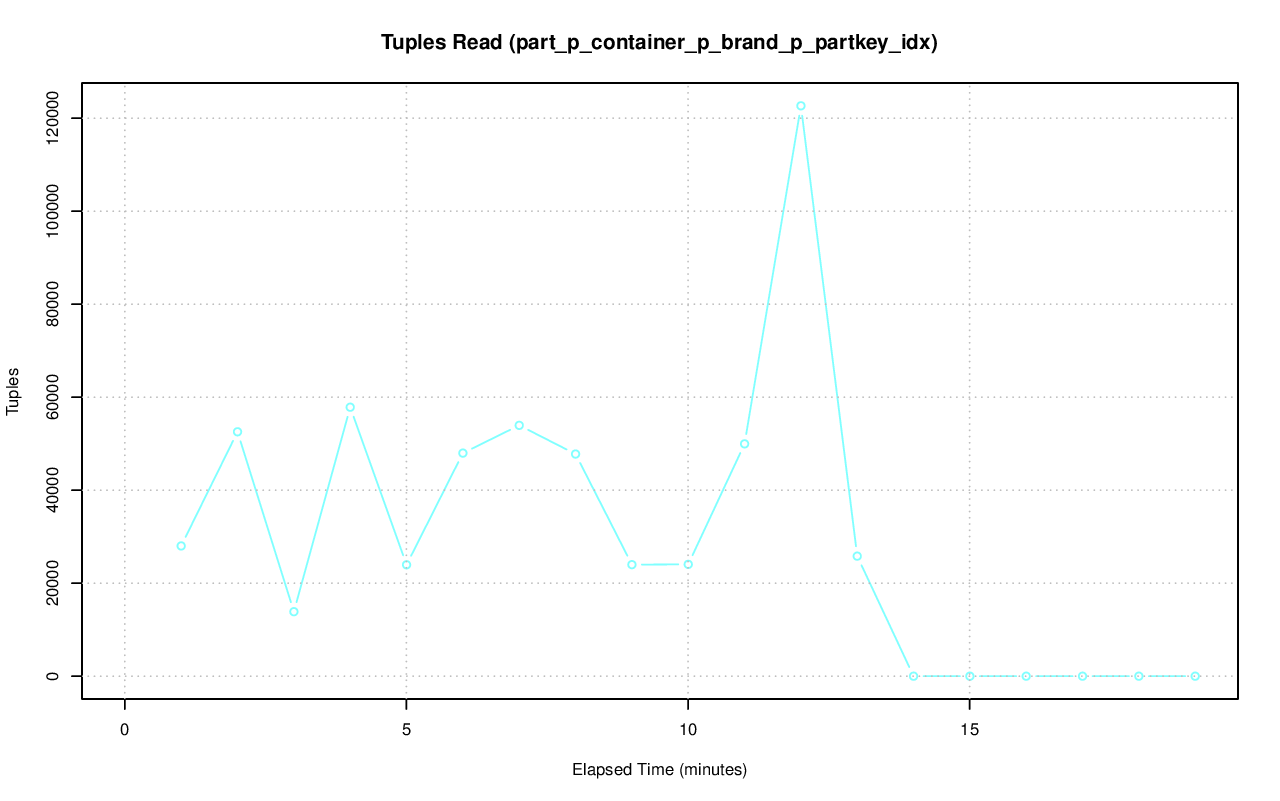 Tuples Read (part_p_container_p_brand_p_partkey_idx)
120000
100000
80000
60000
40000
20000
0
Tuples
0 5 10 15
Elapsed Time (minutes)